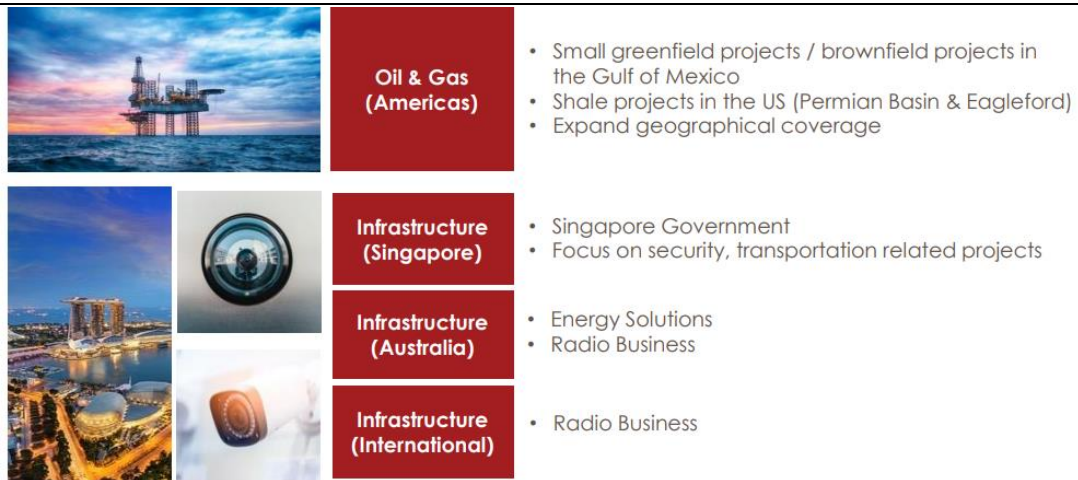 Oil & Gas
(Americas)
• Small greenfield projects / brownfield projects in
the Gulf of Mexico
• Shale projects in the US (Permian Basin & Eagleford)
• Expand geographical coverage
Infrastructure
(Singapore)
• Singapore Government
• Focus on security, transportation related projects
Infrastructure
(Australia)
• Energy Solutions
• Radio Business
Infrastructure
(International)
• Radio Business